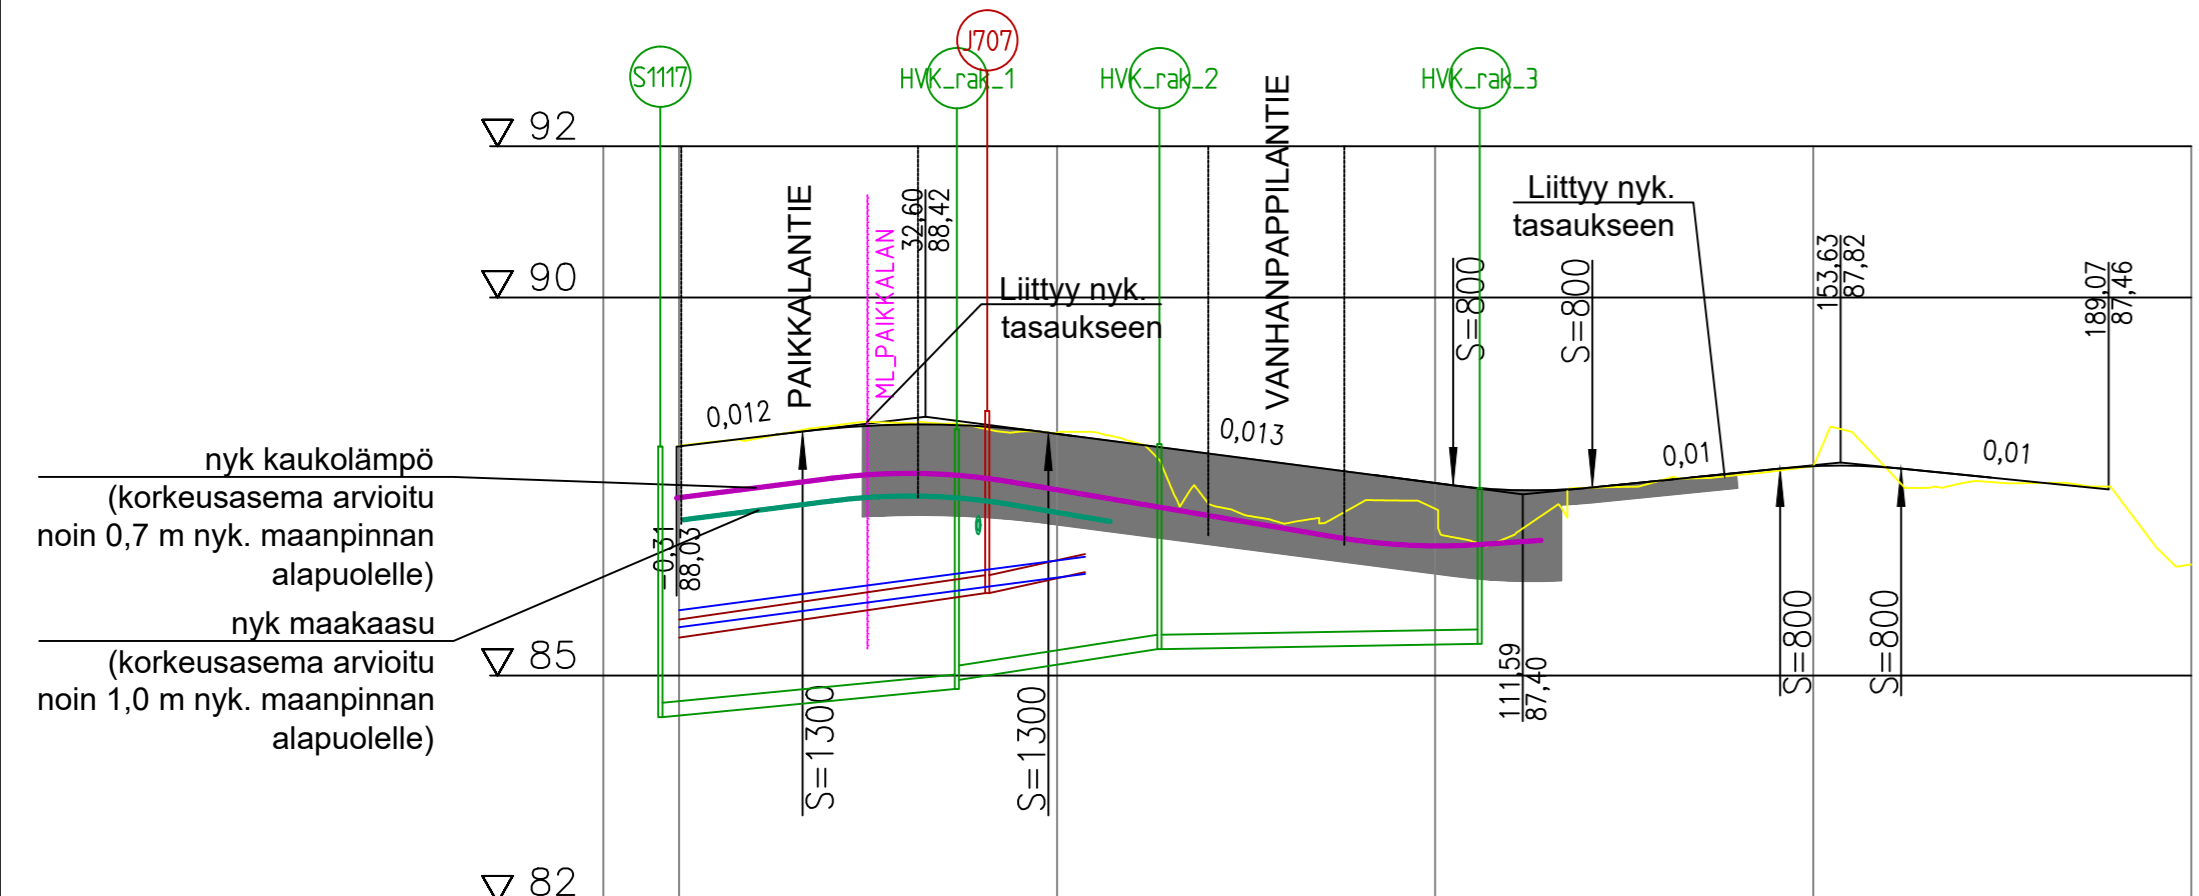 J707
S1117
HVK_rak_1
HVK_rak_2
HVK_rak_3
92
90
85
82
PAIKKALANTIE
ML_PAIKKALAN
32,60
88,42
VANHANPAPPILANTIE
Liittyy nyk.
tasaukseen
Liittyy nyk.
tasaukseen
S=800
S=800
153,63
87,82
189,07
87,46
0,012
0,013
0,01
0,01
nyk kaukolämpö
(korkeusasema arvioitu
noin 0,7 m nyk. maanpinnan
alapuolelle)
nyk maakaasu
(korkeusasema arvioitu
noin 1,0 m nyk. maanpinnan
alapuolelle)
-0,31
88,03
S=1300
S=1300
111,59
87,40
S=800
S=800